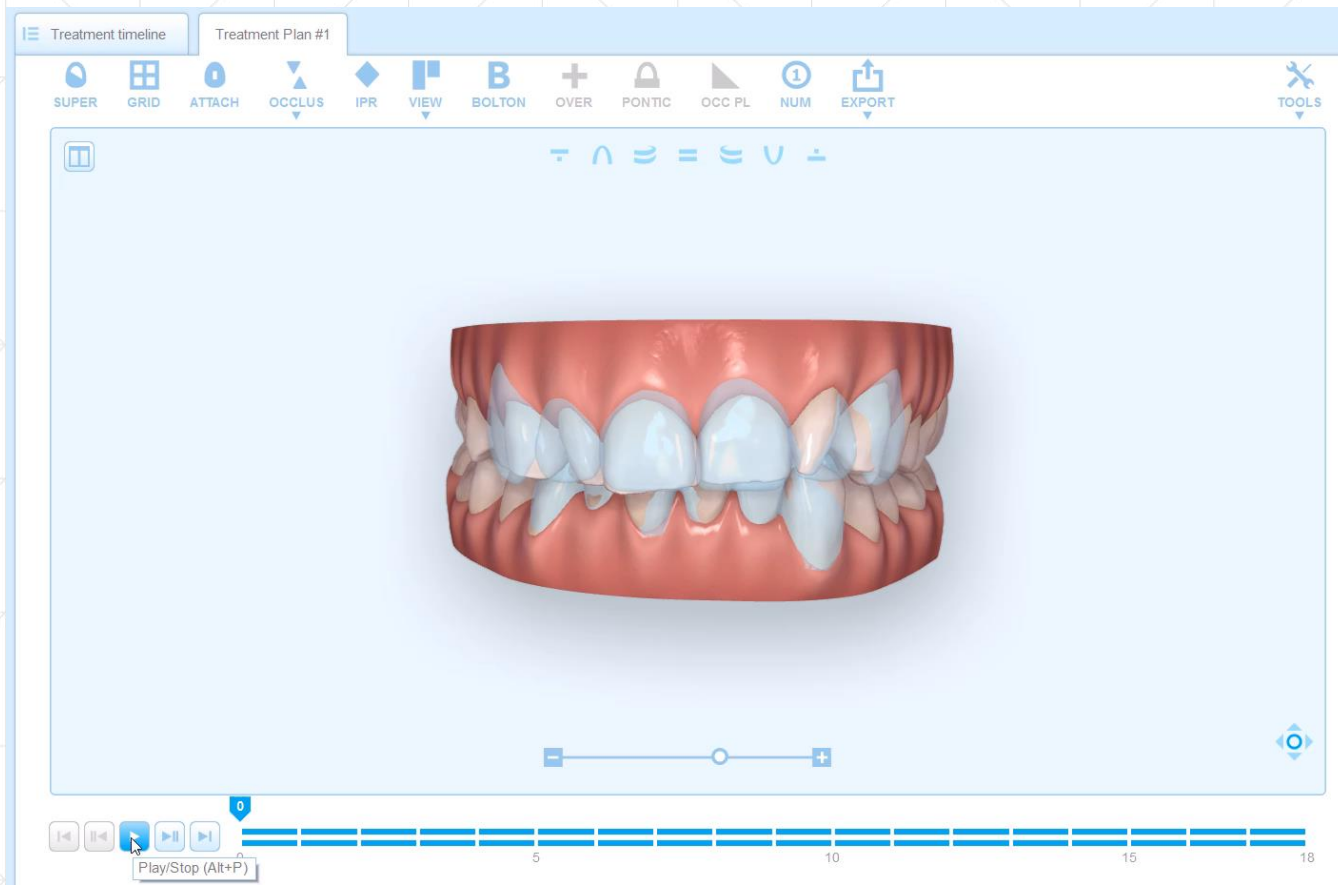 Treatment timeline
Treatment Plan #1
SUPER GRID ATTACH OCCLUS IPR VIEW B BOLTON OVER PONTIC OCC PL 1 NUM EXPORT TOOLS
0
0 5 10 15 18
Play/Stop (Alt+P)